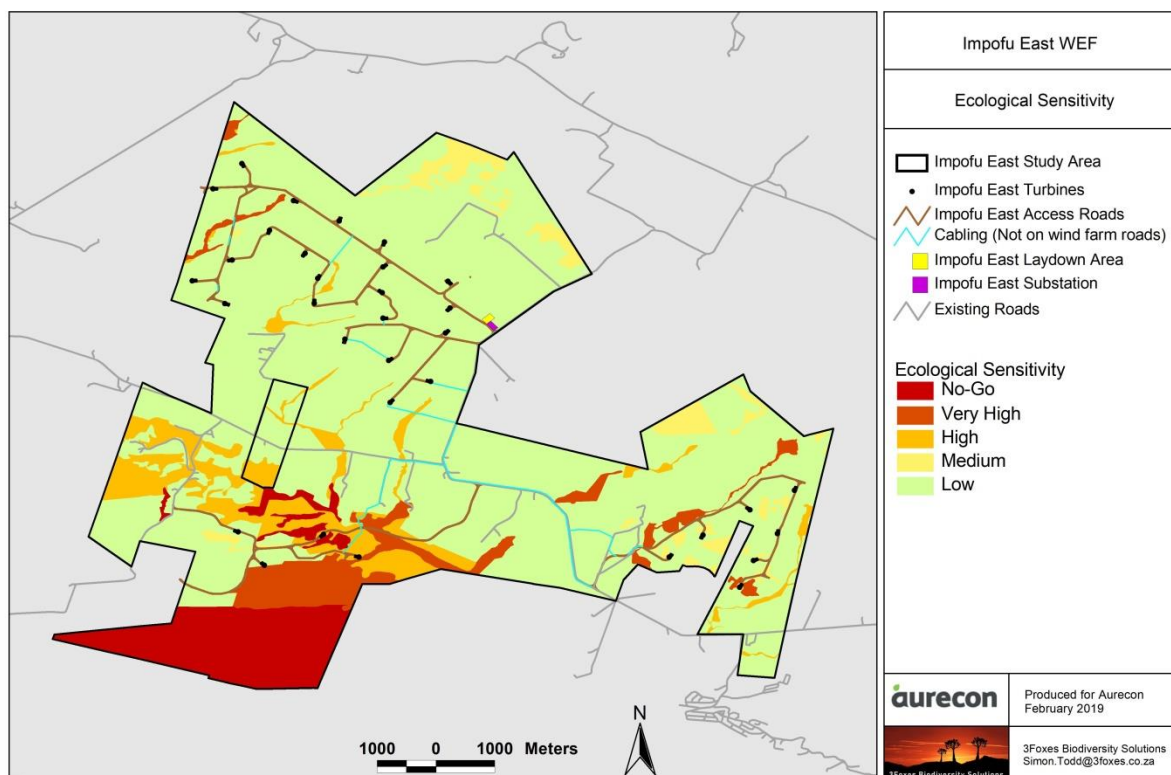 Impofu East WEF
Ecological Sensitivity
Impofu East Study Area
Impofu East Turbines
Impofu East Access Roads
Cabling (Not on wind farm roads)
Impofu East Laydown Area
Impofu East Substation
Existing Roads
Ecological Sensitivity
No-Go
Very High
High
Medium
Low
aurecon
Produced for Aurecon
February 2019
3Foxes Biodiversity Solutions
3Foxes Biodiversity Solutions
Simon.Todd@3foxes.co.za
N
1000 0 1000 Meters